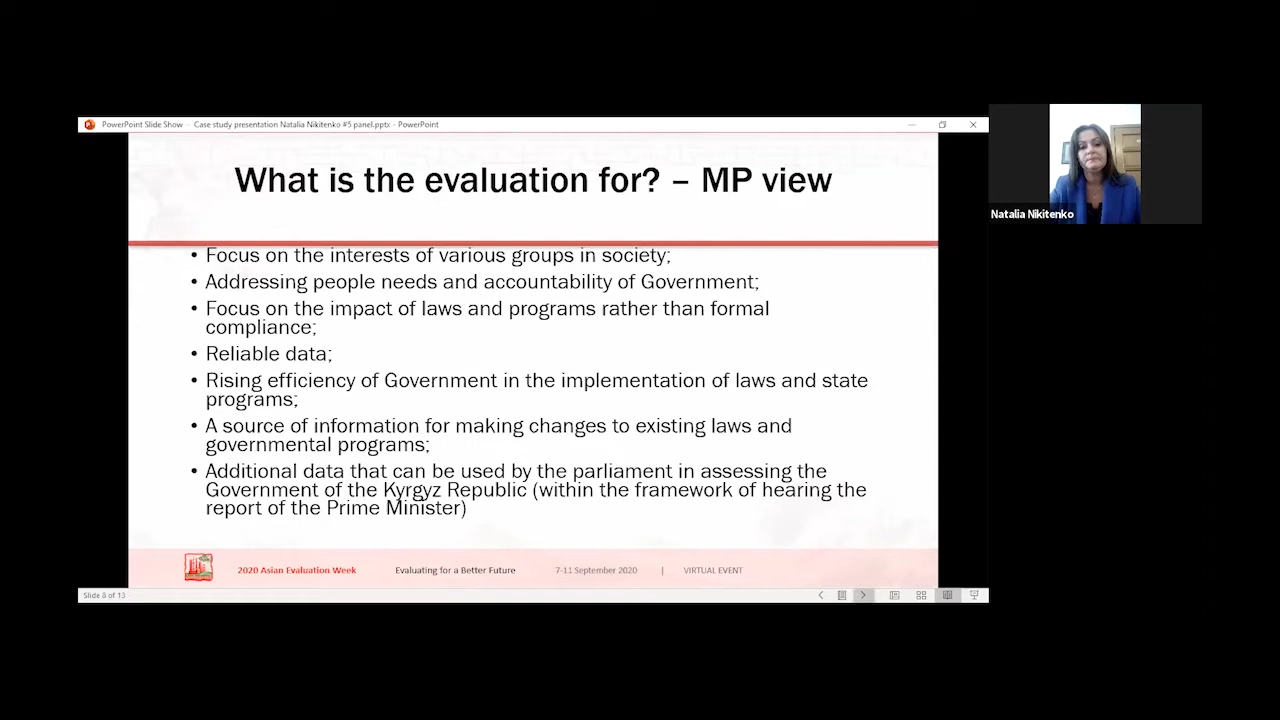 PowerPoint Slide Show - Case study presentation Natalia Nikitenko #5 panel.pptx - PowerPoint
What is the evaluation for? – MP view
• Focus on the interests of various groups in society;
• Addressing people needs and accountability of Government;
• Focus on the impact of laws and programs rather than formal
compliance;
• Reliable data;
• Rising efficiency of Government in the implementation of laws and state
programs;
• A source of information for making changes to existing laws and
governmental programs;
• Additional data that can be used by the parliament in assessing the
Government of the Kyrgyz Republic (within the framework of hearing the
report of the Prime Minister)
2020 Asian Evaluation Week Evaluating for a Better Future 7-11 September 2020 | VIRTUAL EVENT
Slide 8 of 13
Natalia Nikitenko